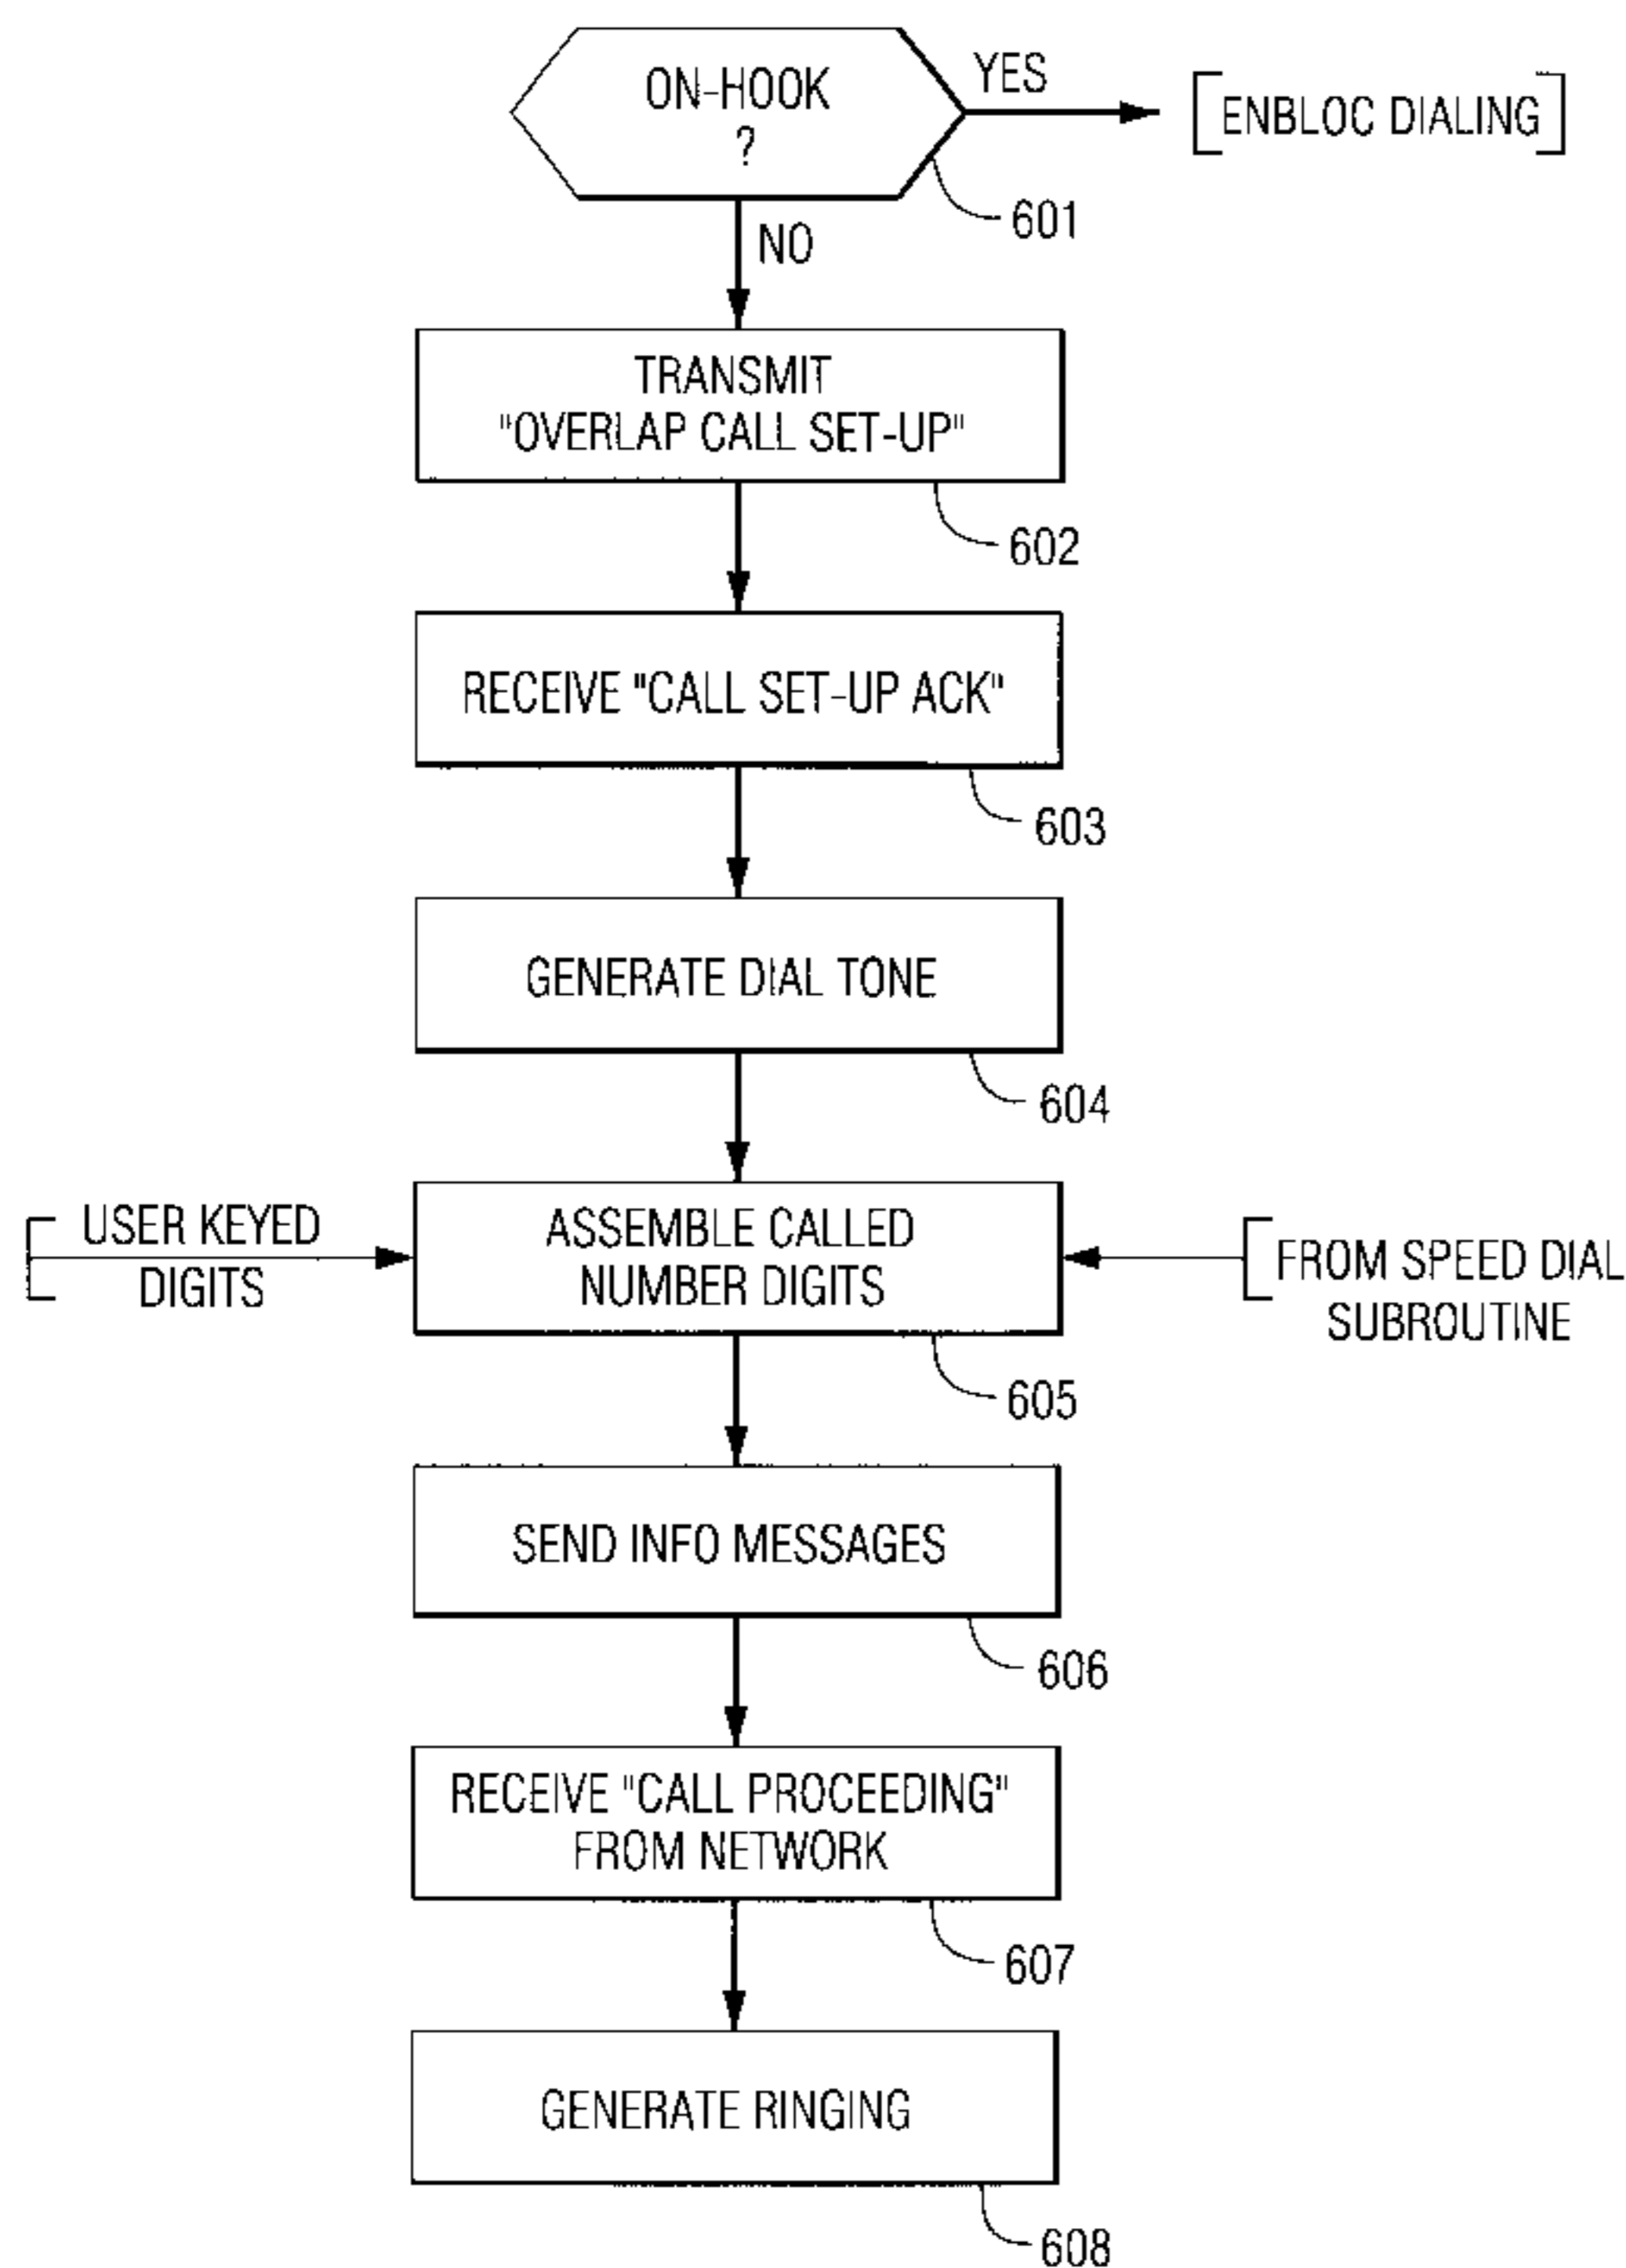 ON-HOOK
?
YES
ENBLOC DIALING
601
NO
TRANSMIT
"OVERLAP CALL SET-UP"
602
RECEIVE "CALL SET-UP ACK"
603
GENERATE DIAL TONE
604
USER KEYED
DIGITS
ASSEMBLE CALLED
NUMBER DIGITS
FROM SPEED DIAL
SUBROUTINE
605
SEND INFO MESSAGES
606
RECEIVE "CALL PROCEEDING"
FROM NETWORK
607
GENERATE RINGING
608